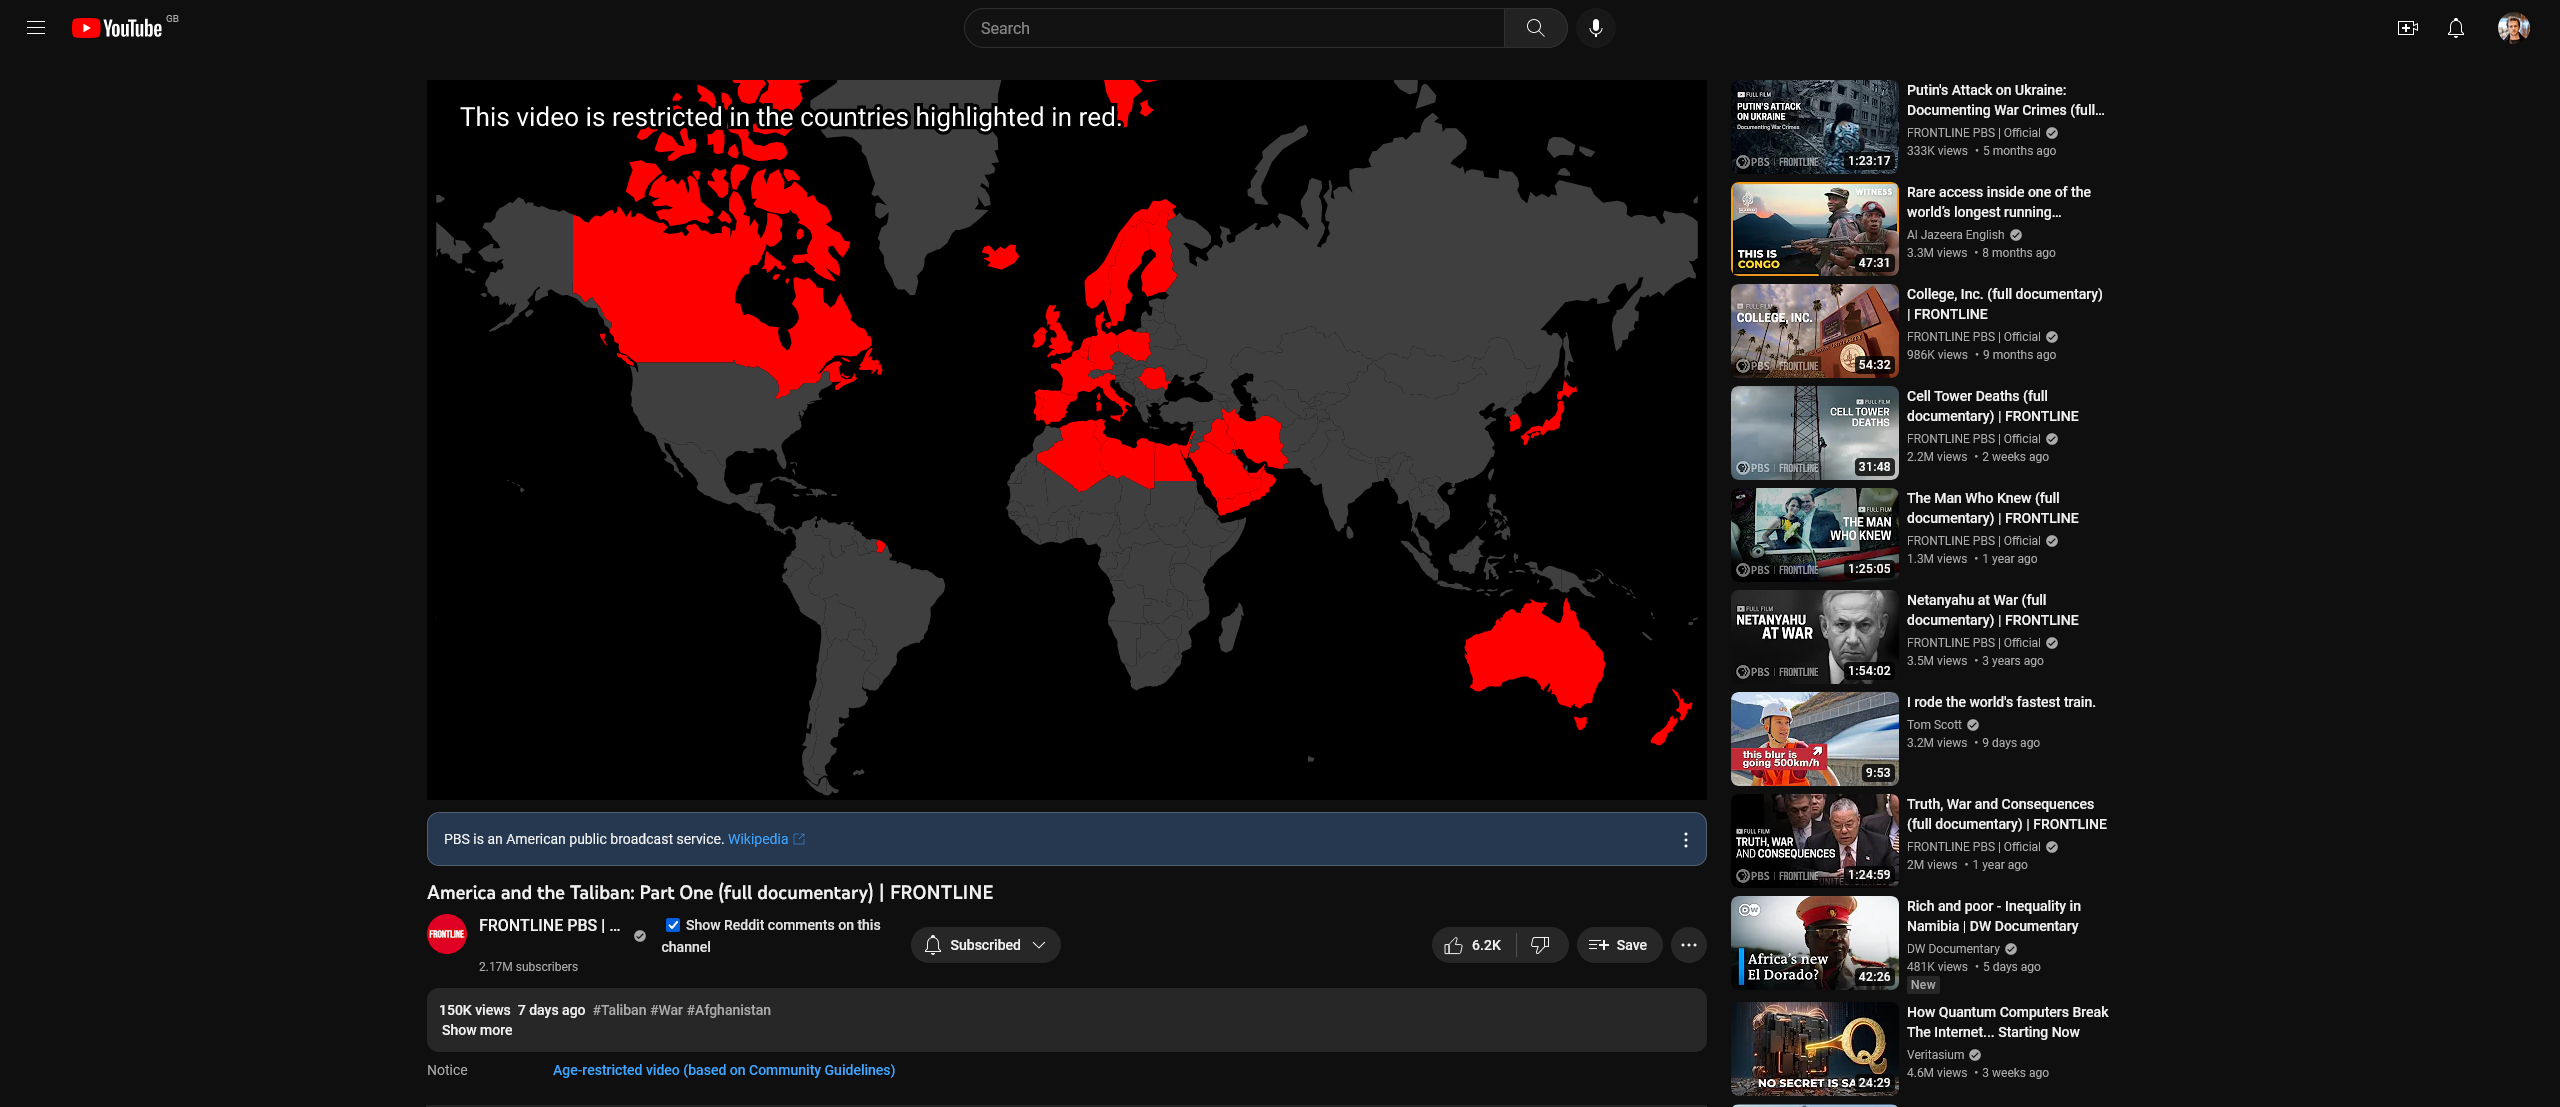 YouTube GB
Search
This video is restricted in the countries highlighted in red.
PBS is an American public broadcast service. Wikipedia
America and the Taliban: Part One (full documentary) | FRONTLINE
FRONTLINE
FRONTLINE PBS | ...
2.17M subscribers
Show Reddit comments on this
channel
Subscribed
6.2K
Save
150K views 7 days ago #Taliban #War #Afghanistan
Show more
Notice
Age-restricted video (based on Community Guidelines)
FULL FILM
PUTIN'S ATTACK
ON UKRAINE
Documenting War Crimes
PBS | FRONTLINE
1:23:17
Putin's Attack on Ukraine:
Documenting War Crimes (full...
FRONTLINE PBS | Official
333K views • 5 months ago
WITNESS
THIS IS
CONGO
47:31
Rare access inside one of the
world’s longest running...
Al Jazeera English
3.3M views • 8 months ago
FULL FILM
COLLEGE, INC.
PBS | FRONTLINE
54:32
College, Inc. (full documentary)
| FRONTLINE
FRONTLINE PBS | Official
986K views • 9 months ago
FULL FILM
CELL TOWER
DEATHS
PBS | FRONTLINE
31:48
Cell Tower Deaths (full
documentary) | FRONTLINE
FRONTLINE PBS | Official
2.2M views • 2 weeks ago
FULL FILM
THE MAN
WHO KNEW
PBS | FRONTLINE
1:25:05
The Man Who Knew (full
documentary) | FRONTLINE
FRONTLINE PBS | Official
1.3M views • 1 year ago
FULL FILM
NETANYAHU
AT WAR
PBS | FRONTLINE
1:54:02
Netanyahu at War (full
documentary) | FRONTLINE
FRONTLINE PBS | Official
3.5M views • 3 years ago
this blur is
going 500km/h
9:53
I rode the world's fastest train.
Tom Scott
3.2M views • 9 days ago
FULL FILM
TRUTH, WAR
AND CONSEQUENCES
PBS | FRONTLINE
1:24:59
Truth, War and Consequences
(full documentary) | FRONTLINE
FRONTLINE PBS | Official
2M views • 1 year ago
DW
Africa's new
El Dorado?
42:26
Rich and poor - Inequality in
Namibia | DW Documentary
DW Documentary
481K views • 5 days ago
New
Q
NO SECRET IS SA
24:29
How Quantum Computers Break
The Internet... Starting Now
Veritasium
4.6M views • 3 weeks ago